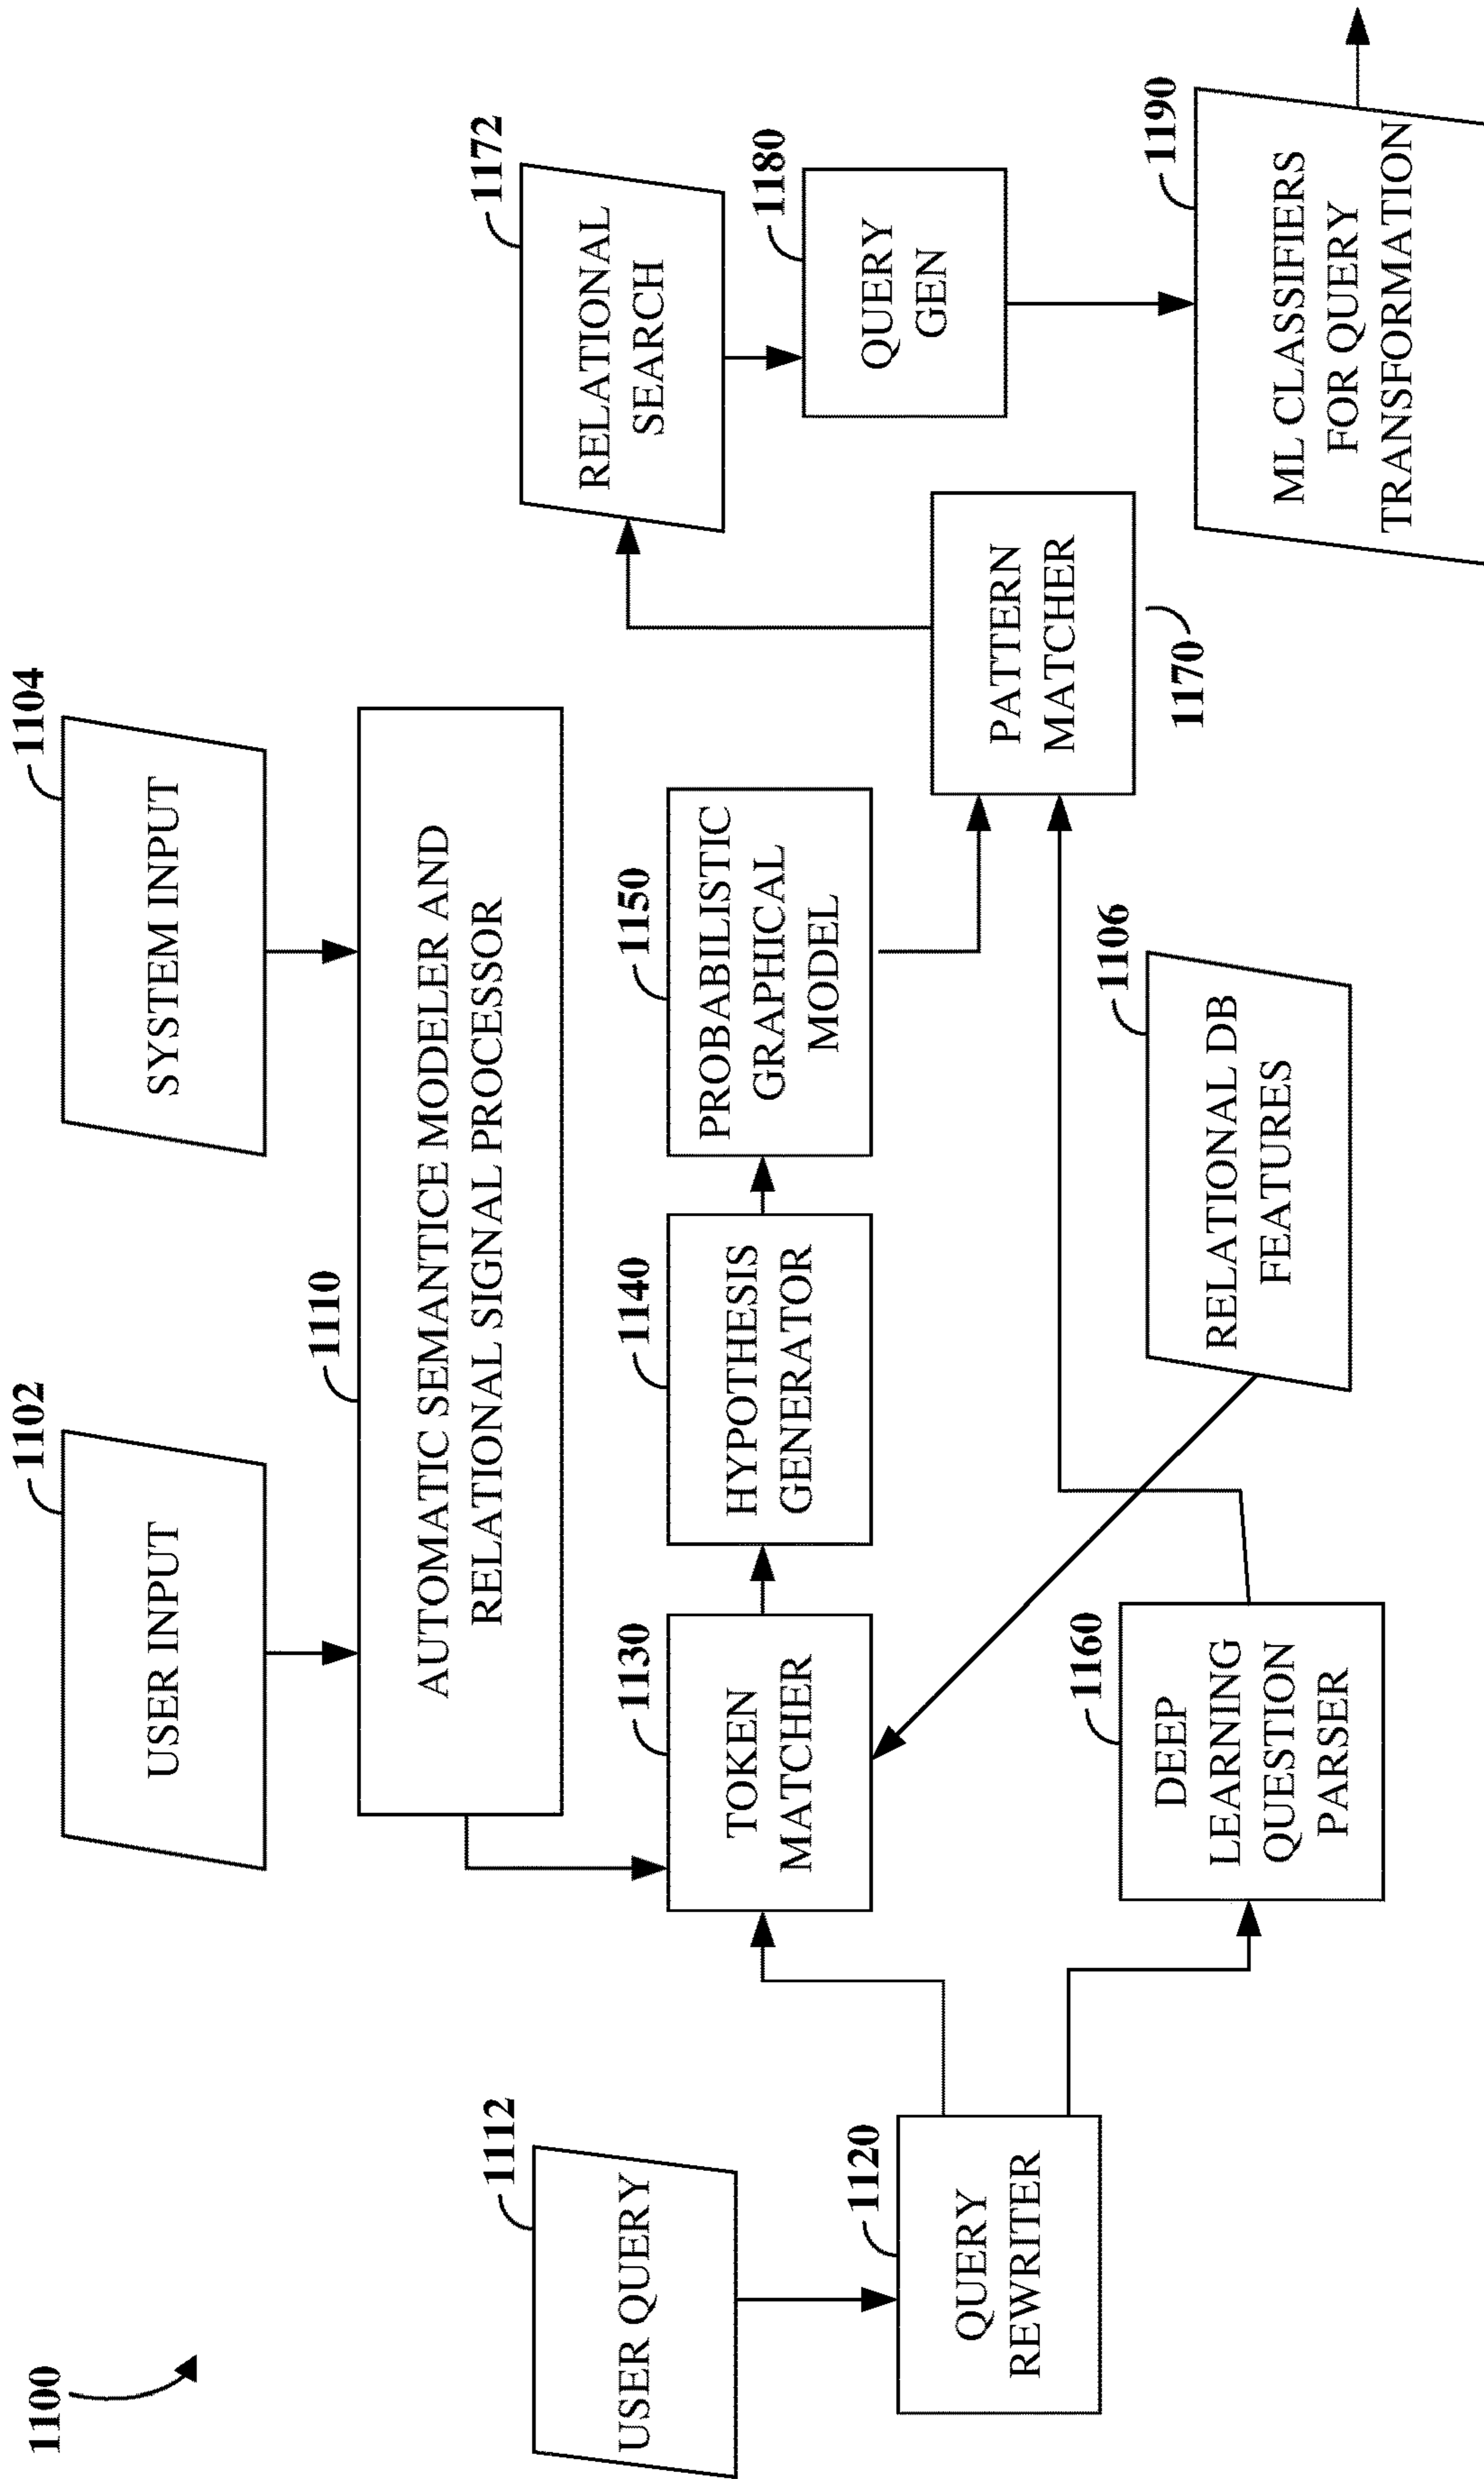 1100
1102
USER INPUT
1104
SYSTEM INPUT
1110
AUTOMATIC SEMANTICE MODELER AND
RELATIONAL SIGNAL PROCESSOR
1112
USER QUERY
1120
QUERY
REWRITER
1130
TOKEN
MATCHER
1140
HYPOTHESIS
GENERATOR
1150
PROBABILISTIC
GRAPHICAL
MODEL
1160
DEEP
LEARNING
QUESTION
PARSER
1106
RELATIONAL DB
FEATURES
PATTERN
MATCHER
1170
1172
RELATIONAL
SEARCH
1180
QUERY
GEN
1190
ML CLASSIFIERS
FOR QUERY
TRANSFORMATION